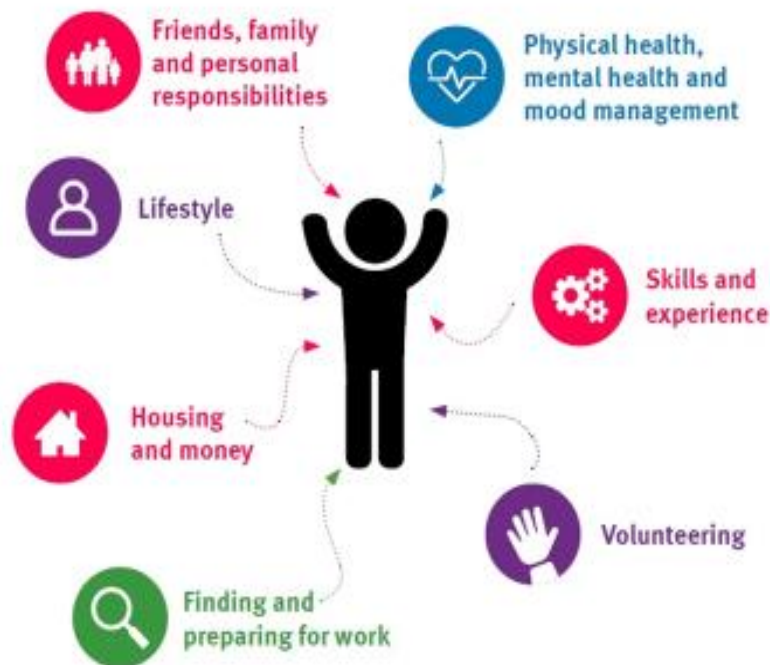 Friends, family
and personal
responsibilities
Physical health,
mental health and
mood management
Lifestyle
Skills and
experience
Housing
and money
Volunteering
Finding and
preparing for work